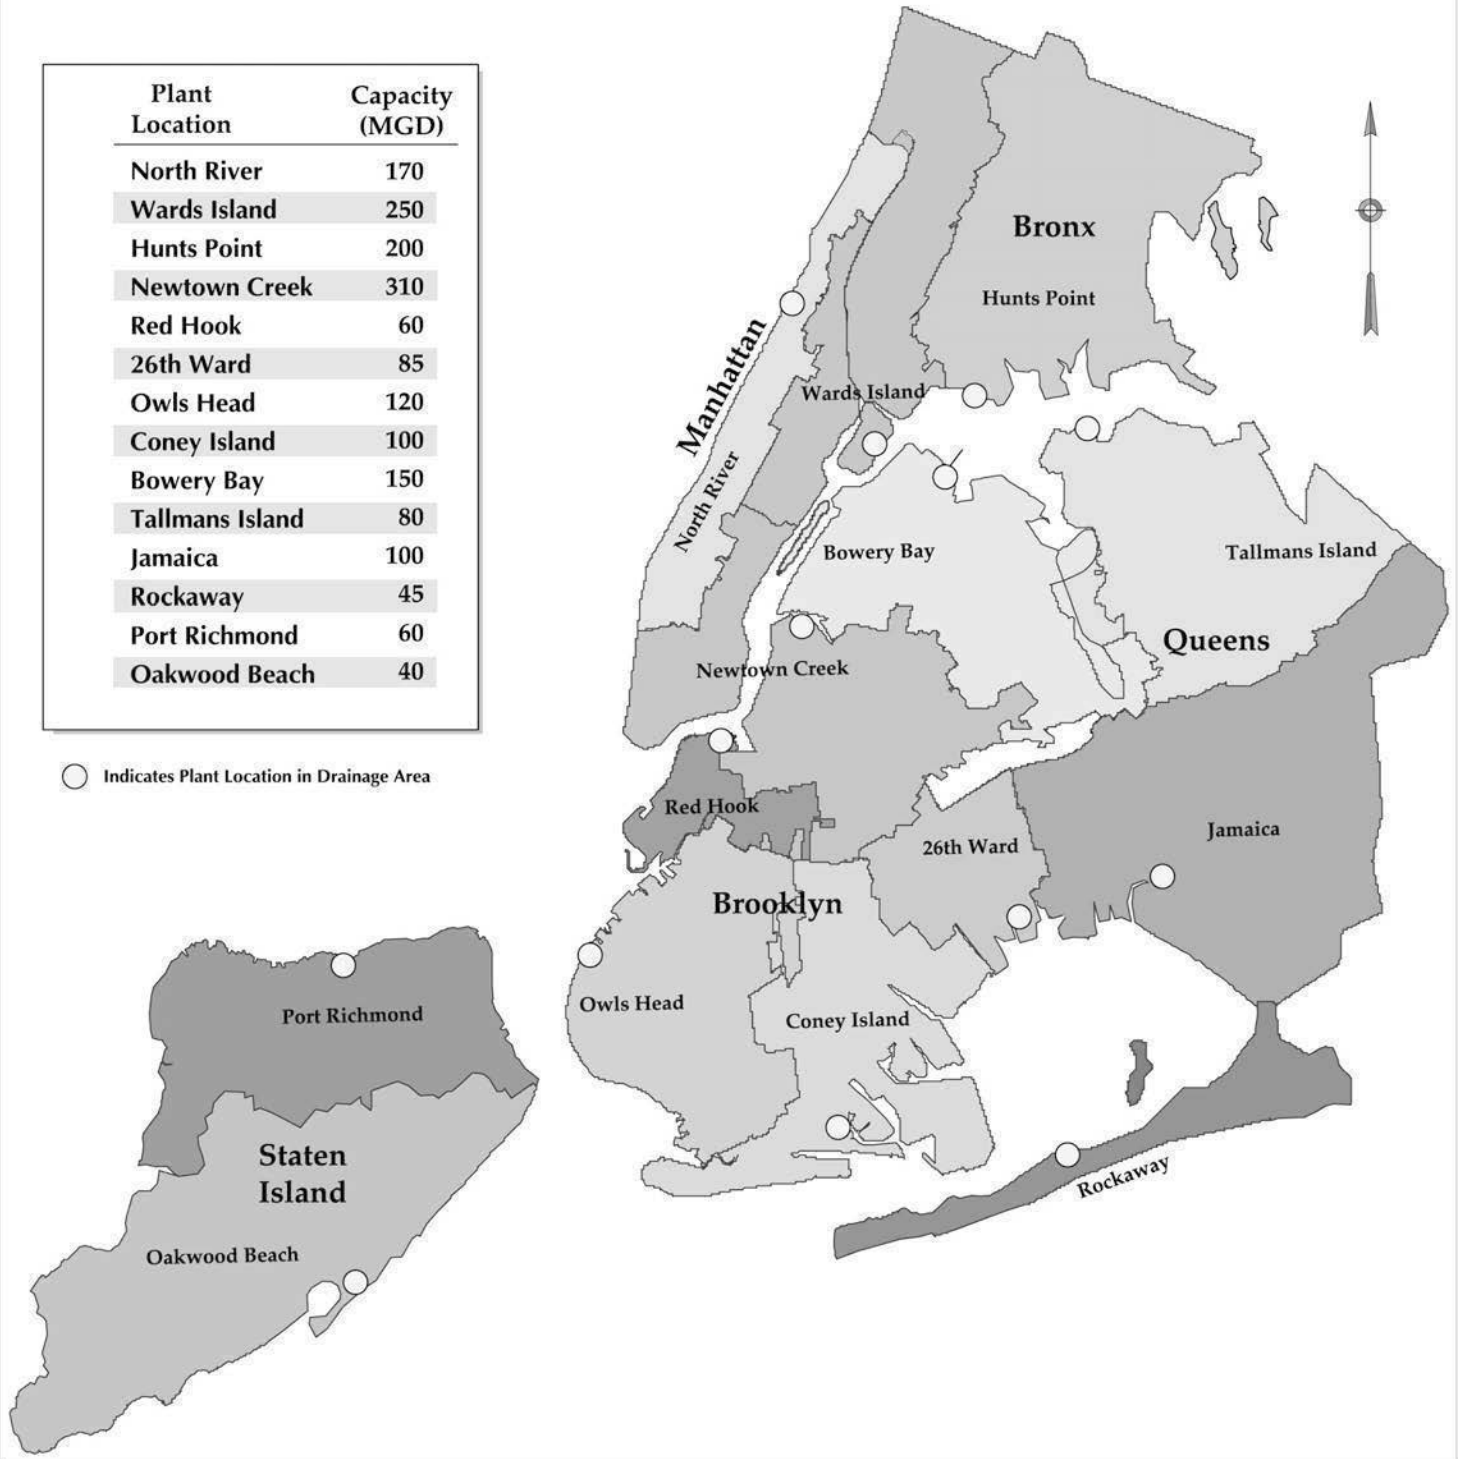 Plant Location
Capacity (MGD)
North River 170
Wards Island 250
Hunts Point 200
Newtown Creek 310
Red Hook 60
26th Ward 85
Owls Head 120
Coney Island 100
Bowery Bay 150
Tallmans Island 80
Jamaica 100
Rockaway 45
Port Richmond 60
Oakwood Beach 40
Indicates Plant Location in Drainage Area
Bronx
Hunts Point
Manhattan
Wards Island
North River
Bowery Bay
Tallmans Island
Queens
Newtown Creek
Red Hook
26th Ward
Jamaica
Brooklyn
Owls Head
Coney Island
Port Richmond
Staten
Island
Rockaway
Oakwood Beach